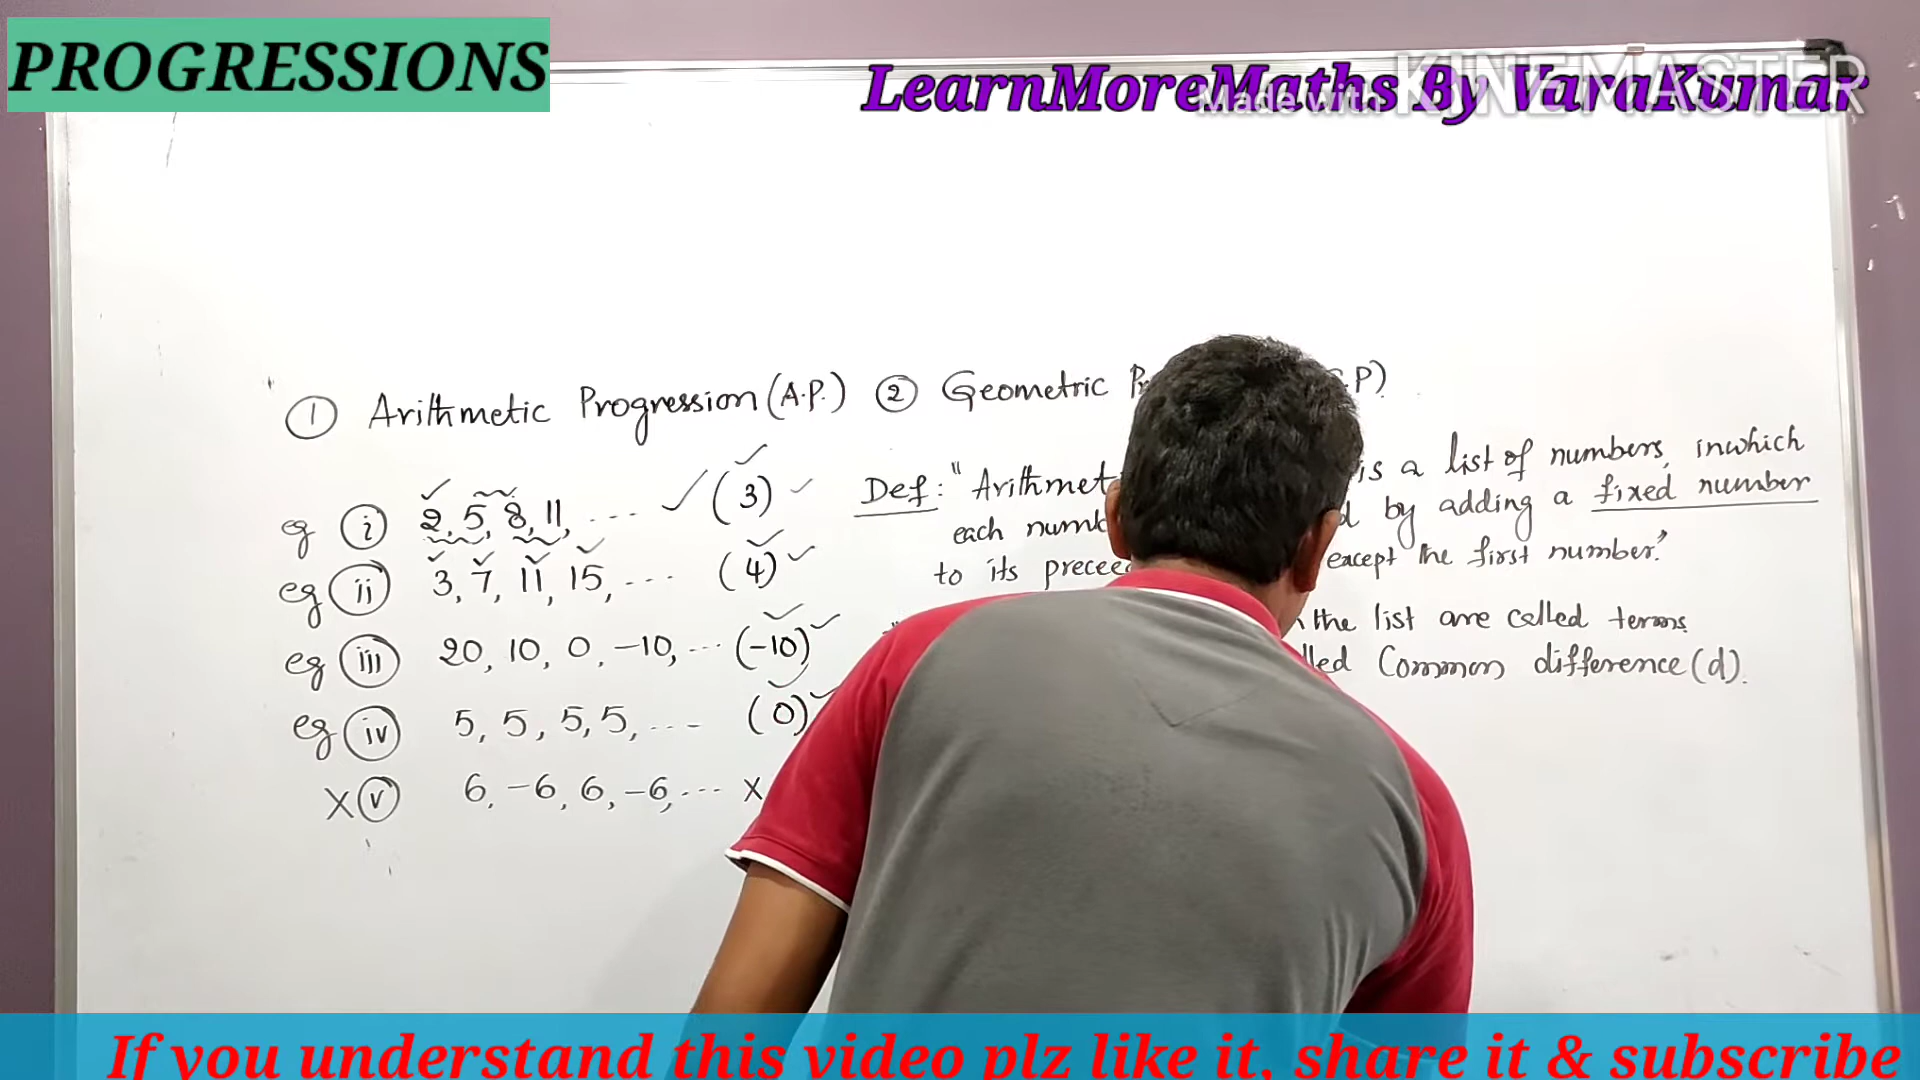 PROGRESSIONS
LearnMoreMaths By VaraKumar
Made with KINEMASTER
① Arithmetic Progression (A.P.) ② Geometric P)
eg (i) 2, 5, 8, 11, .... ✓ (3)
eg (ii) 3, 7, 11, 15, .... (4)
eg (iii) 20, 10, 0, -10, .... (-10)
eg (iv) 5, 5, 5, 5, .... (0)
X (v) 6, -6, 6, -6, .... X
Def: "Arithmet is a list of numbers, inwhich
each numb by adding a fixed number
to its precee except the first number."
the list are called terms
Common difference (d).
If you understand this video plz like it, share it & subscribe